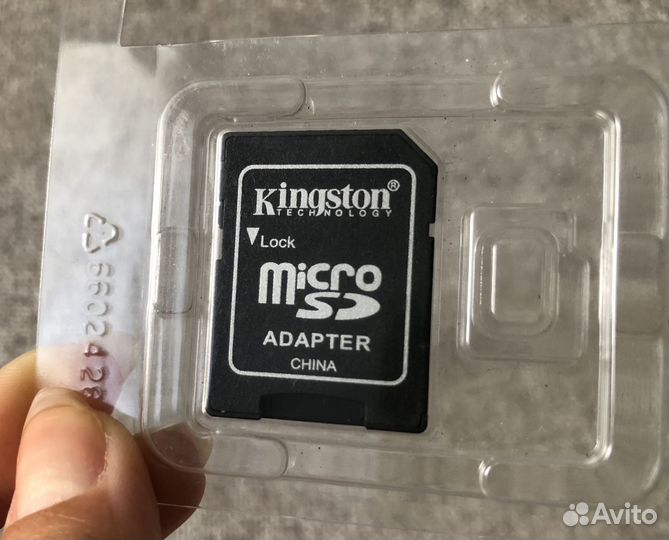 Kingston®
TECHNOLOGY
Lock
micro
SD
ADAPTER
CHINA
Avito